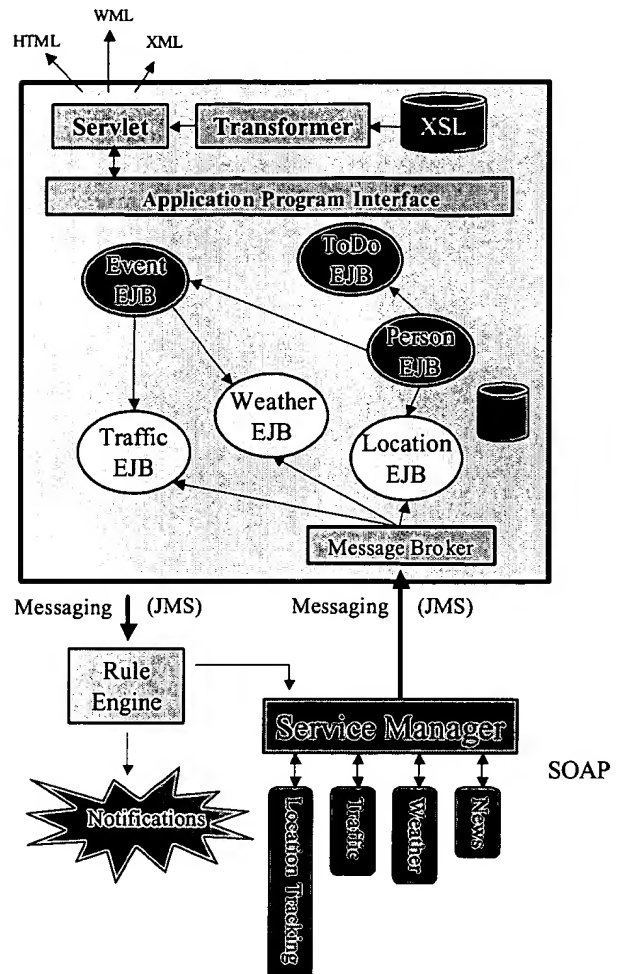 WML
HTML
XML
Servlet
Transformer
XSL
Application Program Interface
ToDo
EJB
Event
EJB
Person
EJB
Weather
EJB
Traffic
EJB
Location
EJB
Message Broker
Messaging (JMS)
Messaging (JMS)
Rule
Engine
Service Manager
SOAP
Notifications
Location Tracking
Traffic
Weather
News